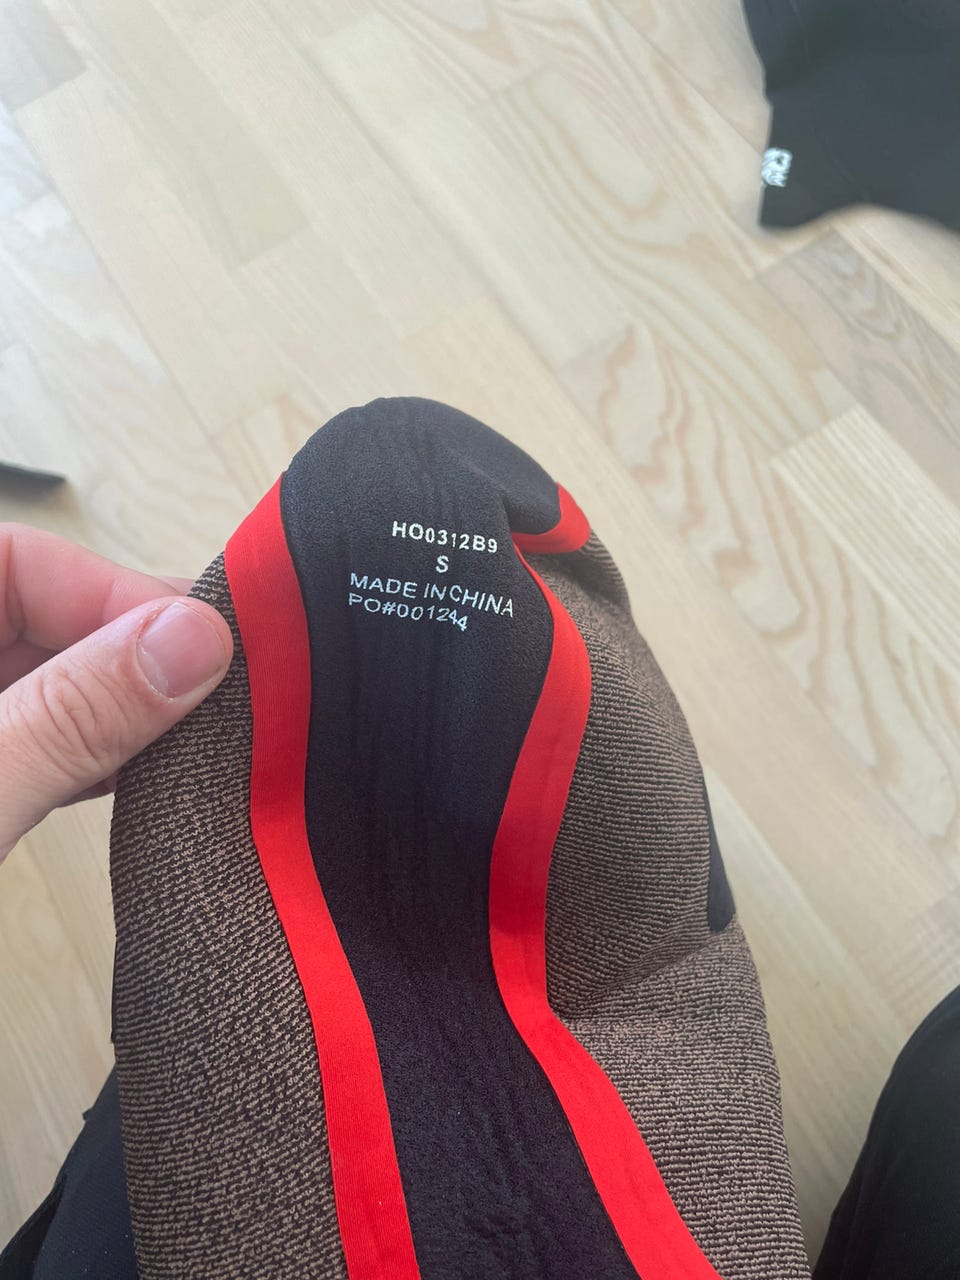 HO0312B9
S
MADE IN CHINA
PO#001244